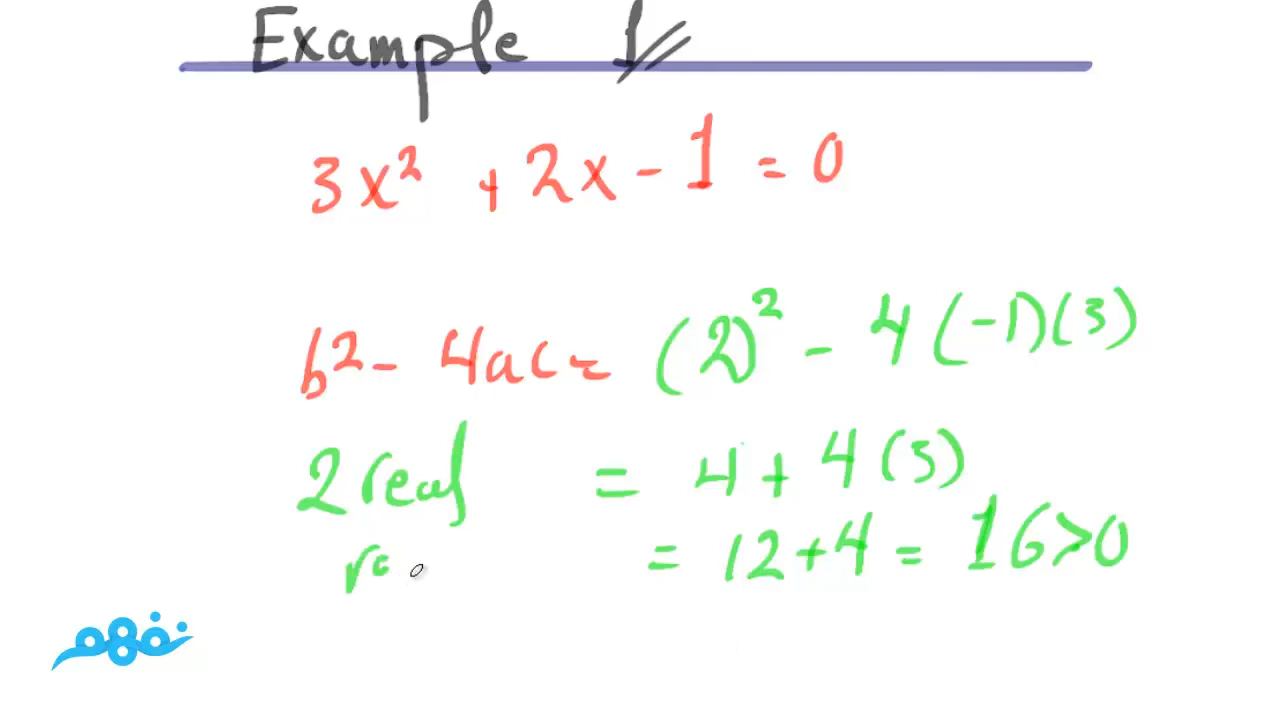 Example 1
3x² + 2x - 1 = 0
b² - 4ac = (2)² - 4(-1)(3)
2 real = 4 + 4(3)
= 12 + 4 = 16 > 0
نفهم